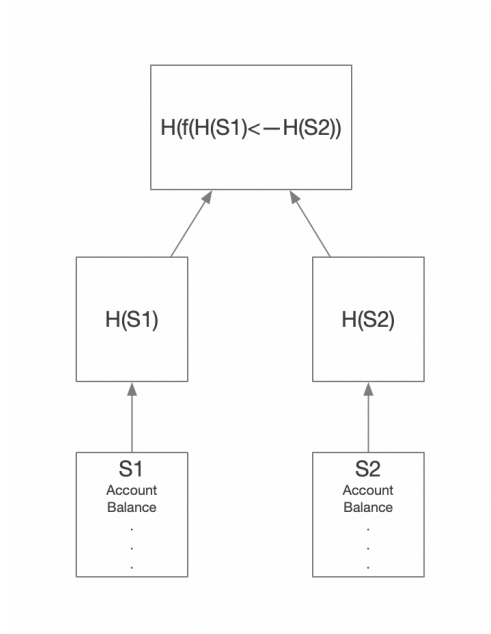 H(f(H(S1)<—H(S2))
H(S1)
H(S2)
S1
Account
Balance
.
.
.
S2
Account
Balance
.
.
.